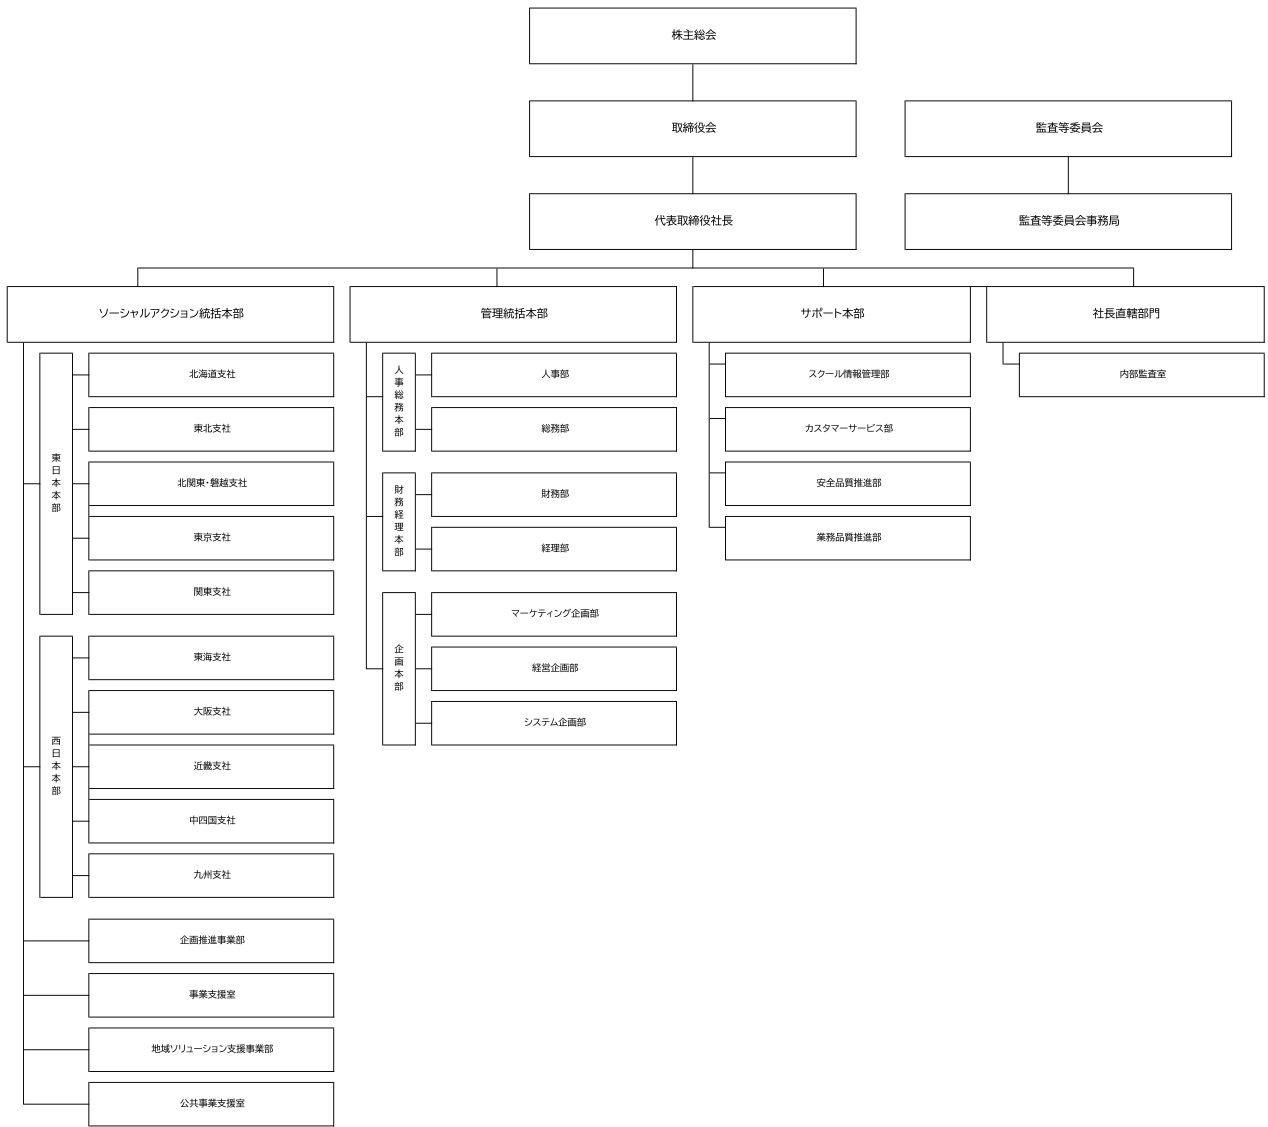 株主総会
取締役会
監査等委員会
代表取締役社長
監査等委員会事務局
ソーシャルアクション統括本部
管理統括本部
サポート本部
社長直轄部門
東日本本部
北海道支社
東北支社
北関東・磐越支社
東京支社
関東支社
西日本本部
東海支社
大阪支社
近畿支社
中四国支社
九州支社
企画推進事業部
事業支援室
地域ソリューション支援事業部
公共事業支援室
人事総務本部
人事部
総務部
財務経理本部
財務部
経理部
企画本部
マーケティング企画部
経営企画部
システム企画部
スクール情報管理部
カスタマーサービス部
安全品質推進部
業務品質推進部
内部監査室